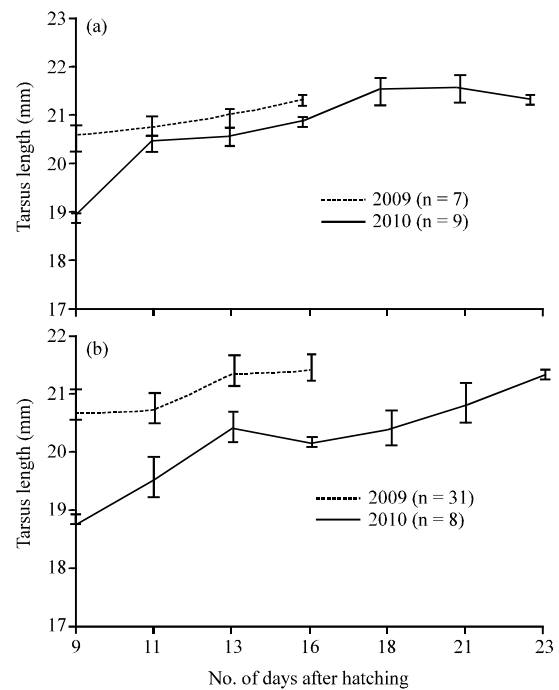 (a)
23
22
21
20
19
18
17
Tarsus length (mm)
2009 (n = 7)
2010 (n = 9)
(b)
22
21
20
19
18
17
Tarsus length (mm)
2009 (n = 31)
2010 (n = 8)
9 11 13 16 18 21 23
No. of days after hatching